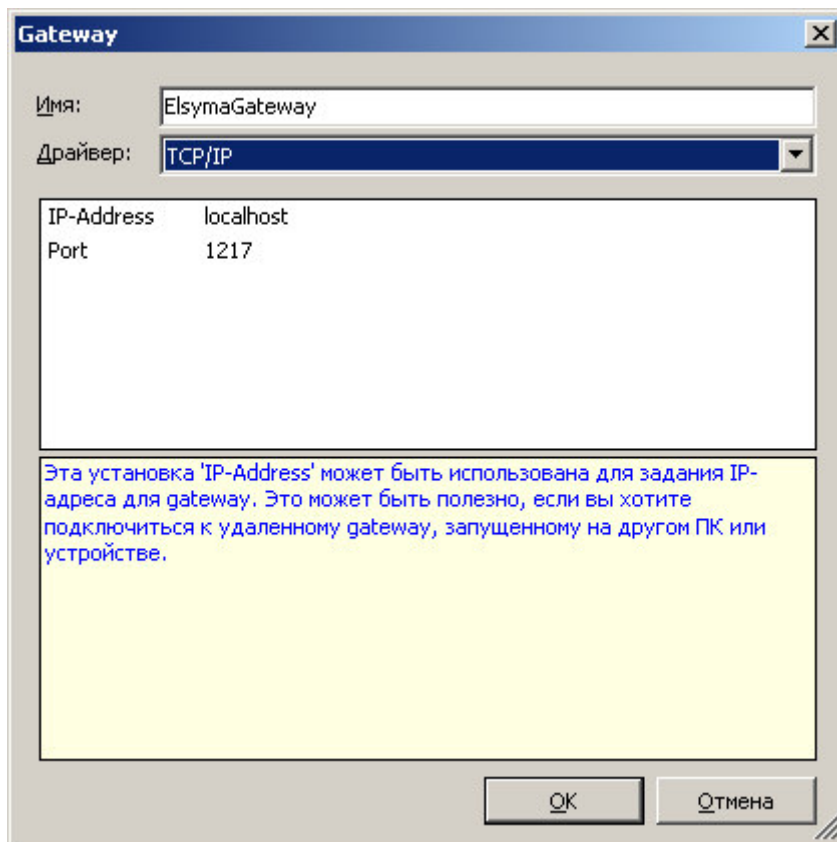 Gateway
Имя: ElsymaGateway
Драйвер: TCP/IP
IP-Address localhost
Port 1217
Эта установка 'IP-Address' может быть использована для задания IP-
адреса для gateway. Это может быть полезно, если вы хотите
подключиться к удаленному gateway, запущенному на другом ПК или
устройстве.
OK Отмена